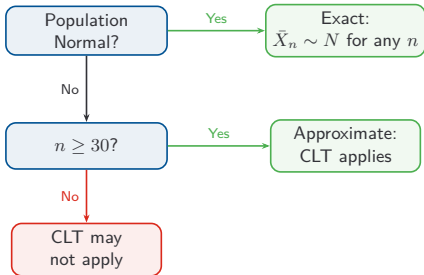 Population
Normal?
Yes
Exact:
X̄ₙ ∼ N for any n
No
n ≥ 30?
Yes
Approximate:
CLT applies
No
CLT may
not apply